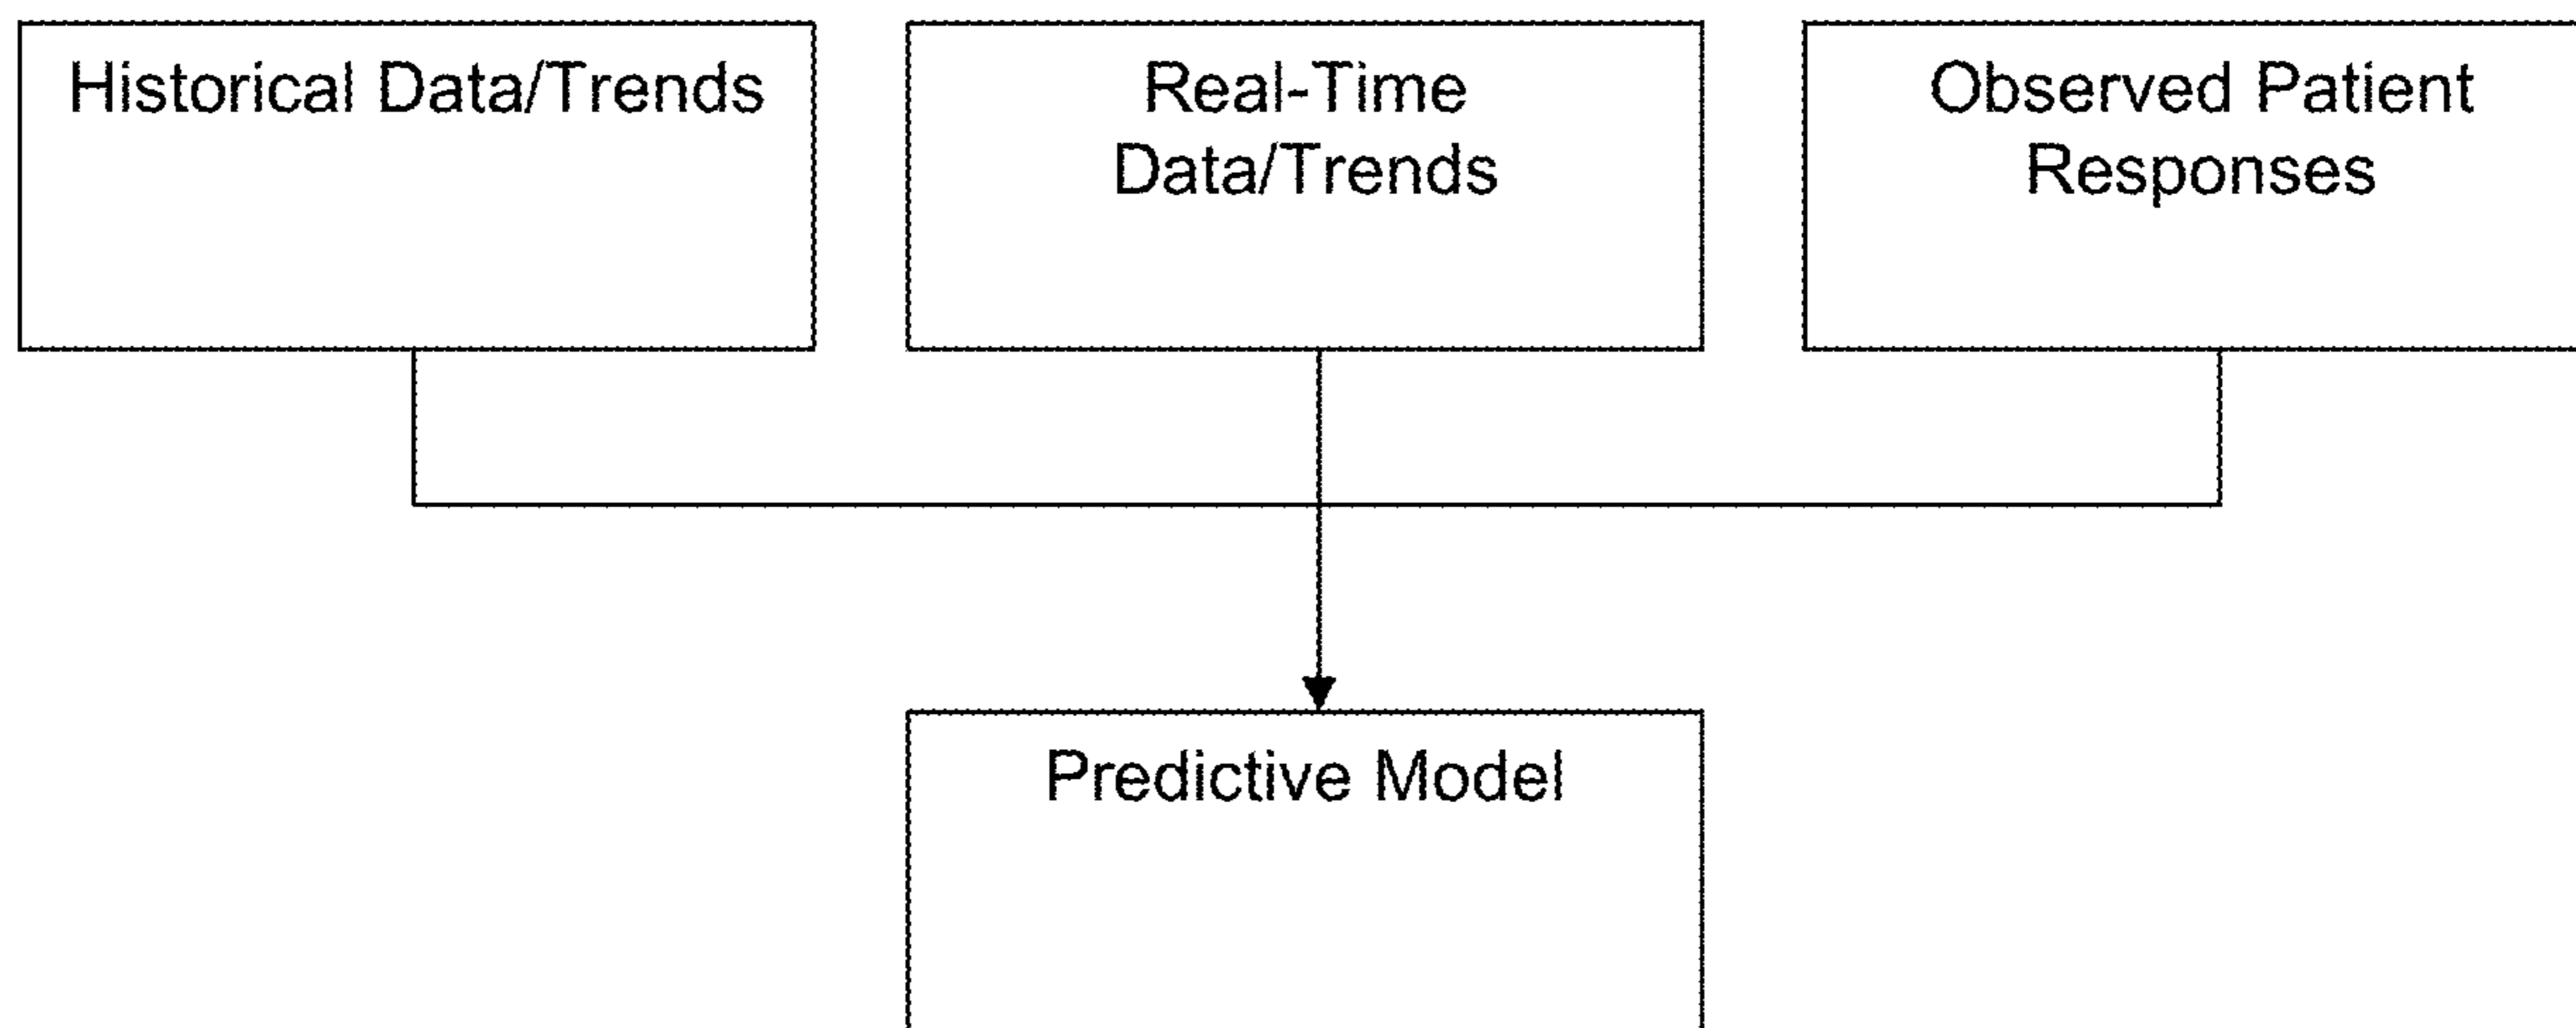 Historical Data/Trends
Real-Time
Data/Trends
Observed Patient
Responses
Predictive Model